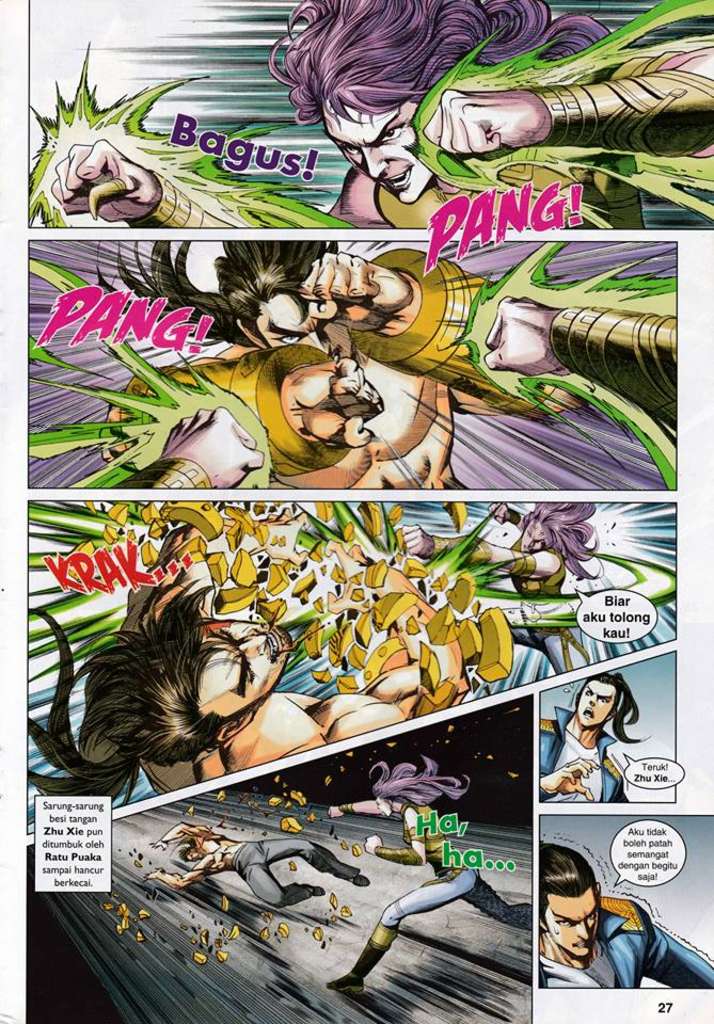 Bagus!
PANG!
PANG!
KRAK...
Biar
aku tolong
kau!
Teruk!
Zhu Xie...
Sarung-sarung
besi tangan
Zhu Xie pun
ditumbuk oleh
Ratu Puaka
sampai hancur
berkecai.
Ha,
ha...
Aku tidak
boleh patah
semangat
dengan begitu
saja!
27